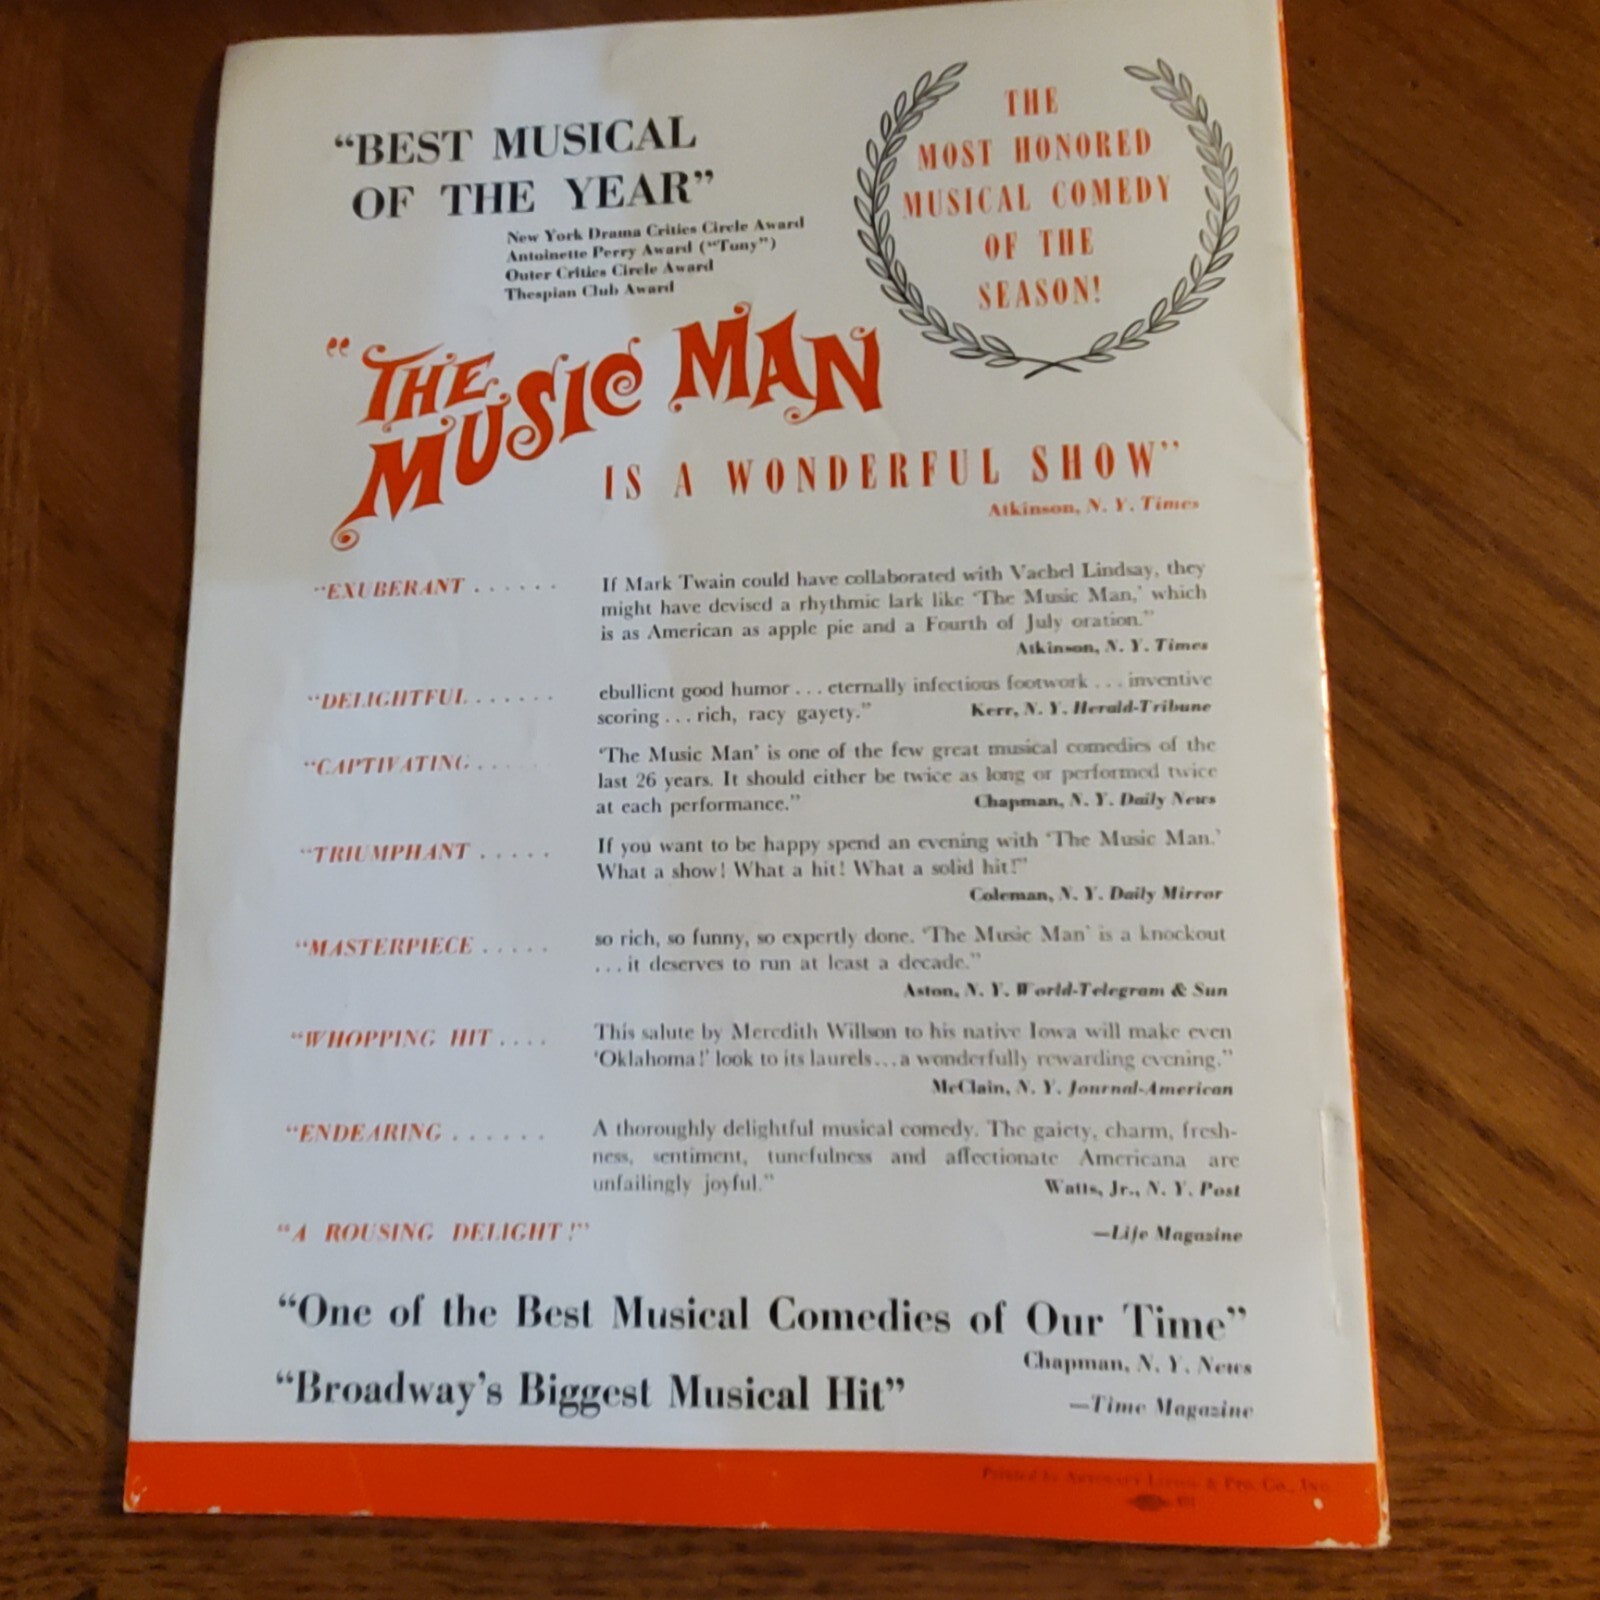 "BEST MUSICAL
OF THE YEAR"
New York Drama Critics Circle Award
Antoinette Perry Award ("Tony")
Outer Critics Circle Award
Thespian Club Award
THE
MOST HONORED
MUSICAL COMEDY
OF THE
SEASON!
"THE
MUSIC MAN
IS A WONDERFUL SHOW"
Atkinson, N. Y. Times
"EXUBERANT . . . . . . If Mark Twain could have collaborated with Vachel Lindsay, they
might have devised a rhythmic lark like 'The Music Man,' which
is as American as apple pie and a Fourth of July oration."
Atkinson, N. Y. Times
"DELIGHTFUL . . . . . . ebullient good humor . . . eternally infectious footwork . . . inventive
scoring . . . rich, racy gayety." Kerr, N. Y. Herald-Tribune
"CAPTIVATING . . . . . 'The Music Man' is one of the few great musical comedies of the
last 26 years. It should either be twice as long or performed twice
at each performance." Chapman, N. Y. Daily News
"TRIUMPHANT . . . . . If you want to be happy spend an evening with 'The Music Man.'
What a show! What a hit! What a solid hit!"
Coleman, N. Y. Daily Mirror
"MASTERPIECE . . . . . so rich, so funny, so expertly done. 'The Music Man' is a knockout
. . . it deserves to run at least a decade."
Aston, N. Y. World-Telegram & Sun
"WHOPPING HIT . . . . This salute by Meredith Willson to his native Iowa will make even
'Oklahoma!' look to its laurels . . . a wonderfully rewarding evening."
McClain, N. Y. Journal-American
"ENDEARING . . . . . . A thoroughly delightful musical comedy. The gaiety, charm, fresh-
ness, sentiment, tunefulness and affectionate Americana are
unfailingly joyful." Watts, Jr., N. Y. Post
"A ROUSING DELIGHT!" —Life Magazine
"One of the Best Musical Comedies of Our Time"
Chapman, N. Y. News
"Broadway's Biggest Musical Hit"
—Time Magazine
Printed by Co., Inc.